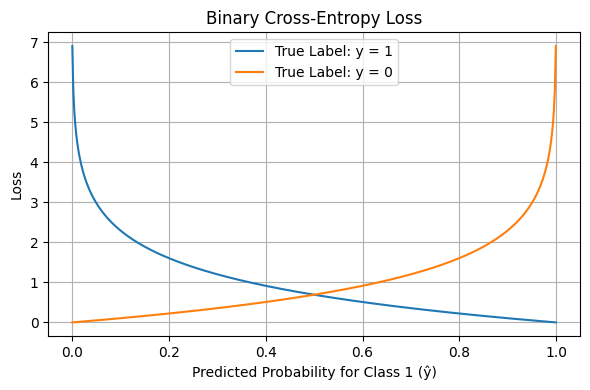 Binary Cross-Entropy Loss
True Label: y = 1
True Label: y = 0
Loss
7
6
5
4
3
2
1
0
0.0 0.2 0.4 0.6 0.8 1.0
Predicted Probability for Class 1 (ŷ)